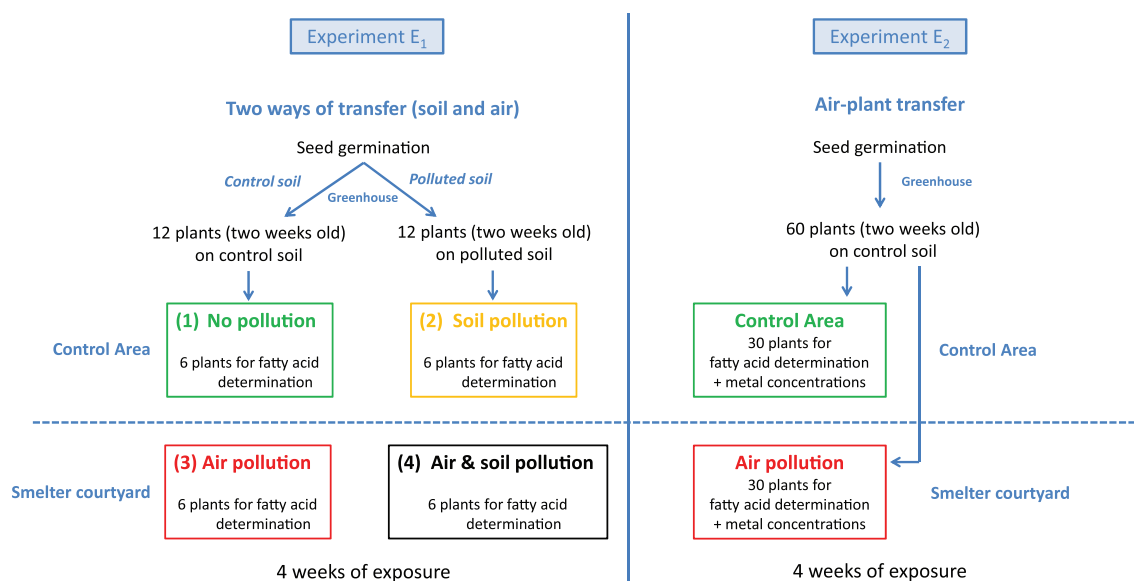 Experiment E1
Two ways of transfer (soil and air)
Seed germination
Control soil
Polluted soil
Greenhouse
12 plants (two weeks old)
on control soil
12 plants (two weeks old)
on polluted soil
Control Area
(1) No pollution
6 plants for fatty acid
determination
(2) Soil pollution
6 plants for fatty acid
determination
Smelter courtyard
(3) Air pollution
6 plants for fatty acid
determination
(4) Air & soil pollution
6 plants for fatty acid
determination
4 weeks of exposure
Experiment E2
Air-plant transfer
Seed germination
Greenhouse
60 plants (two weeks old)
on control soil
Control Area
30 plants for
fatty acid determination
+ metal concentrations
Control Area
Air pollution
30 plants for
fatty acid determination
+ metal concentrations
Smelter courtyard
4 weeks of exposure